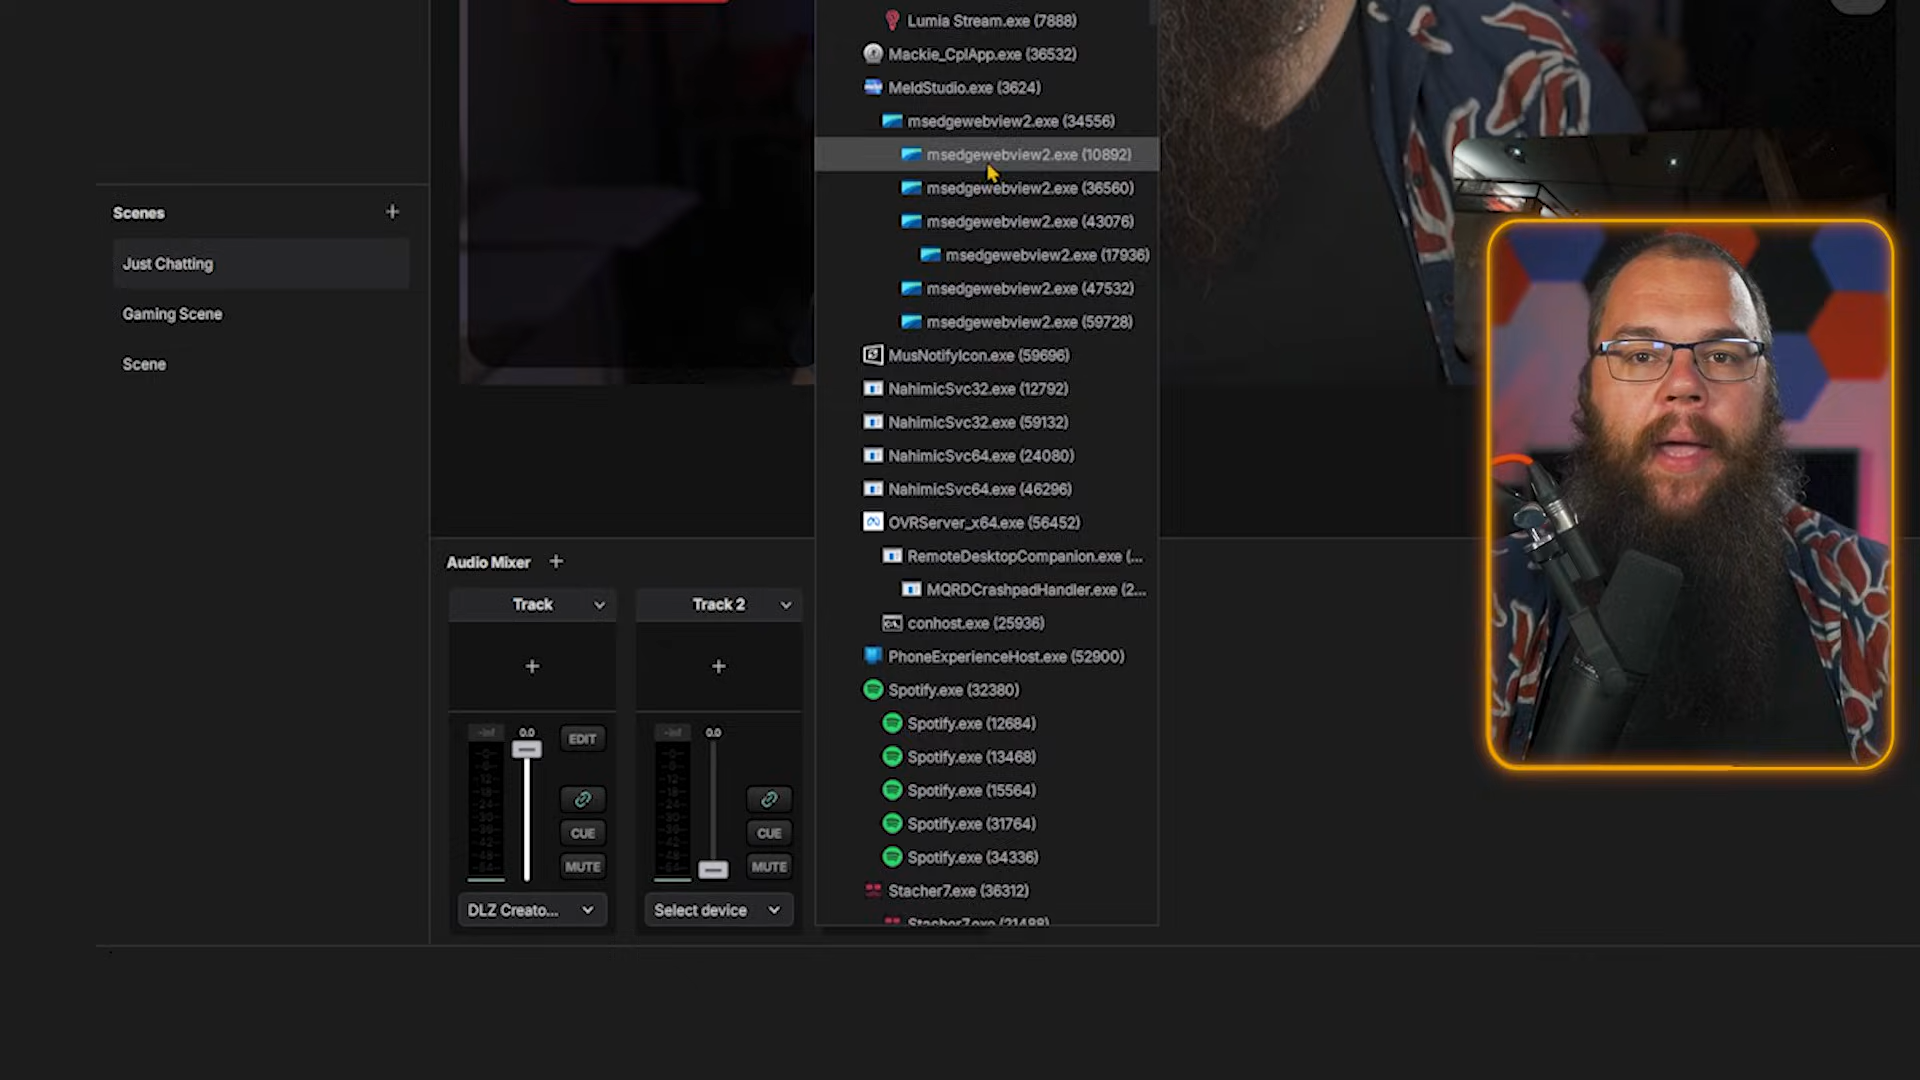 Lumia Stream.exe (7888)
Mackie_CplApp.exe (36532)
MeldStudio.exe (3624)
msedgewebview2.exe (34556)
msedgewebview2.exe (10892)
msedgewebview2.exe (36560)
msedgewebview2.exe (43076)
msedgewebview2.exe (17936)
msedgewebview2.exe (47532)
msedgewebview2.exe (59728)
MusNotifyIcon.exe (59696)
NahimicSvc32.exe (12792)
NahimicSvc32.exe (59132)
NahimicSvc64.exe (24080)
NahimicSvc64.exe (46296)
OVRServer_x64.exe (56452)
RemoteDesktopCompanion.exe (...
MQRDCrashpadHandler.exe (2...
conhost.exe (25936)
PhoneExperienceHost.exe (52900)
Spotify.exe (32380)
Spotify.exe (12684)
Spotify.exe (13468)
Spotify.exe (15564)
Spotify.exe (31764)
Spotify.exe (34336)
Stacher7.exe (36312)
Stacher7.exe (21488)
Scenes +
Just Chatting
Gaming Scene
Scene
Audio Mixer +
Track
Track 2
+
+
-inf 0.0 EDIT
-inf 0.0
CUE
CUE
MUTE
MUTE
DLZ Creato...
Select device